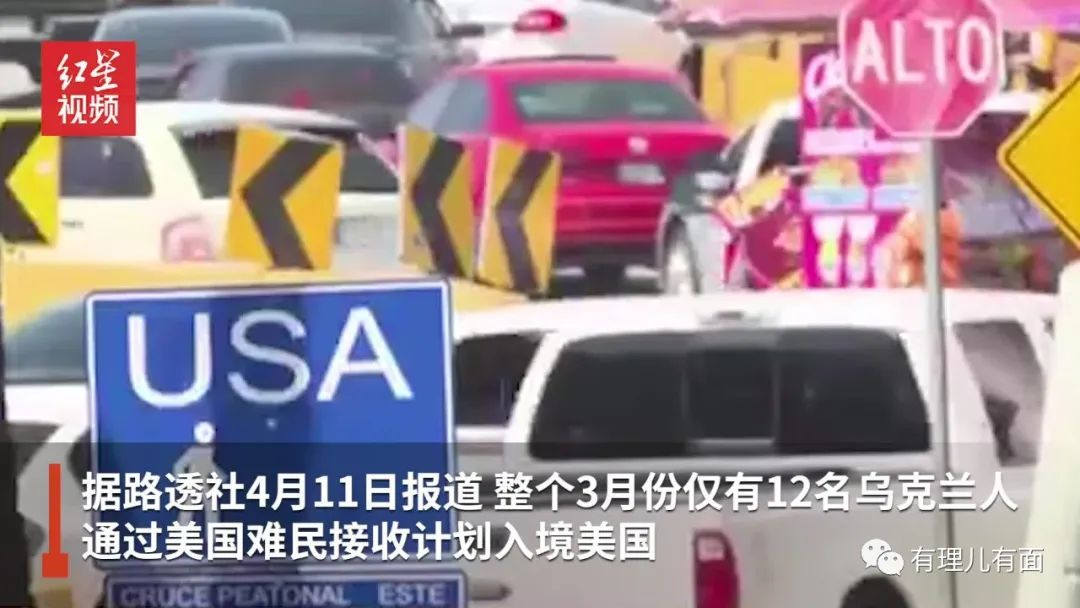 红星
视频
ALTO
USA
据路透社4月11日报道 整个3月份仅有12名乌克兰人
通过美国难民接收计划入境美国
有理儿有面
CRUCE PEATONAL ESTE